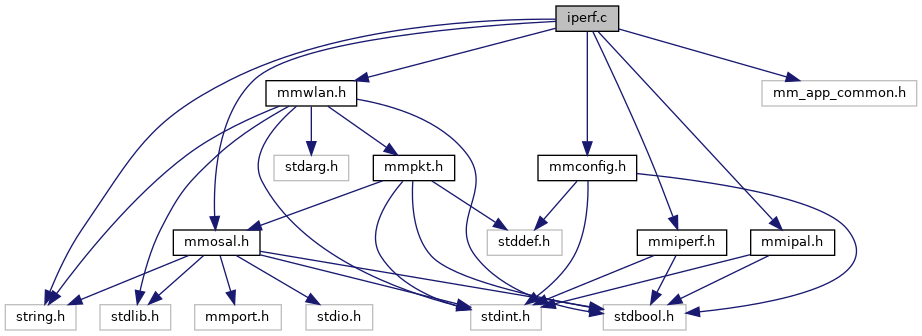 iperf.c
mmwlan.h
mm_app_common.h
stdarg.h
mmpkt.h
mmconfig.h
mmosal.h
stddef.h
mmiperf.h
mmipal.h
string.h
stdlib.h
mmport.h
stdio.h
stdint.h
stdbool.h